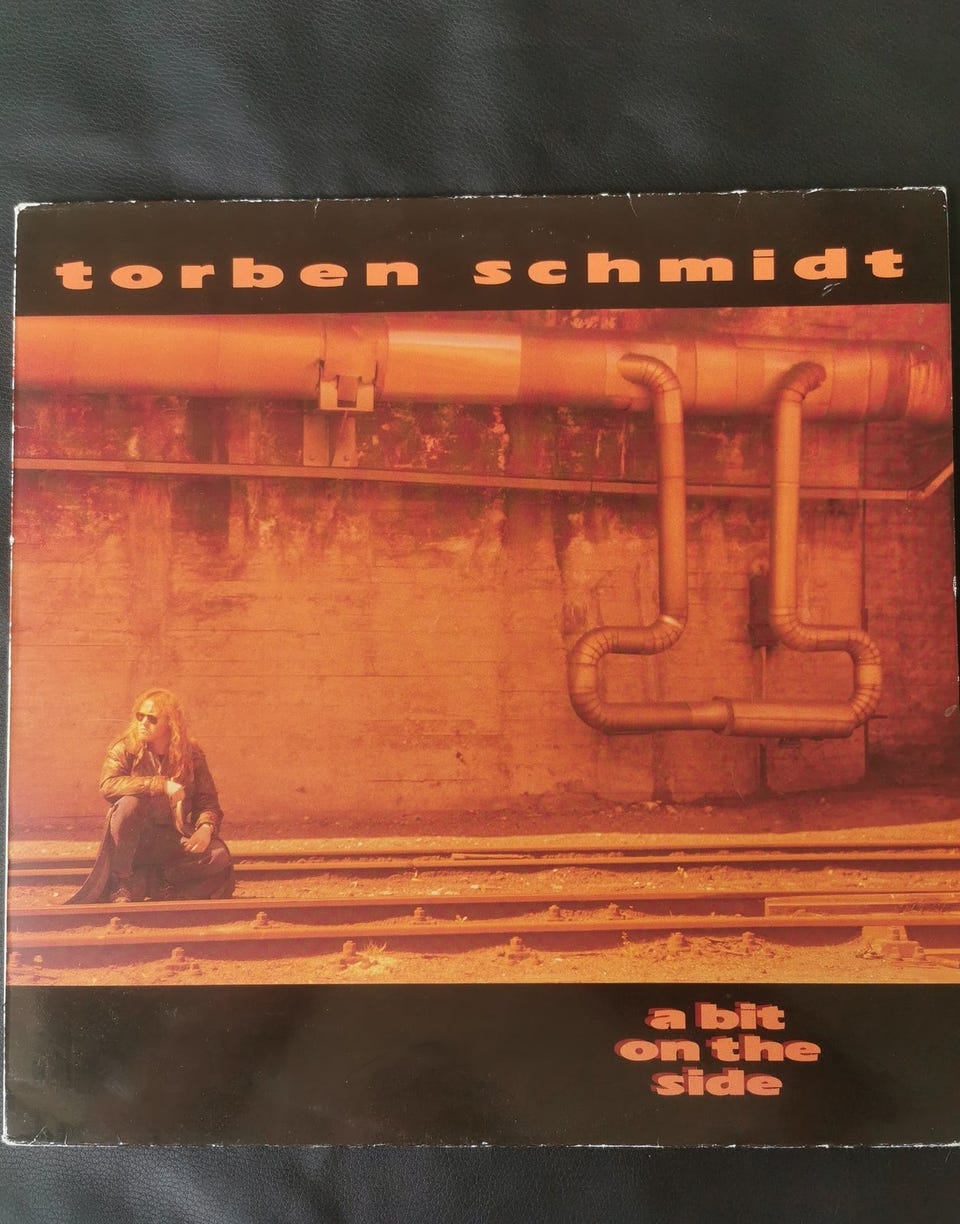 torben schmidt
a bit
on the
side